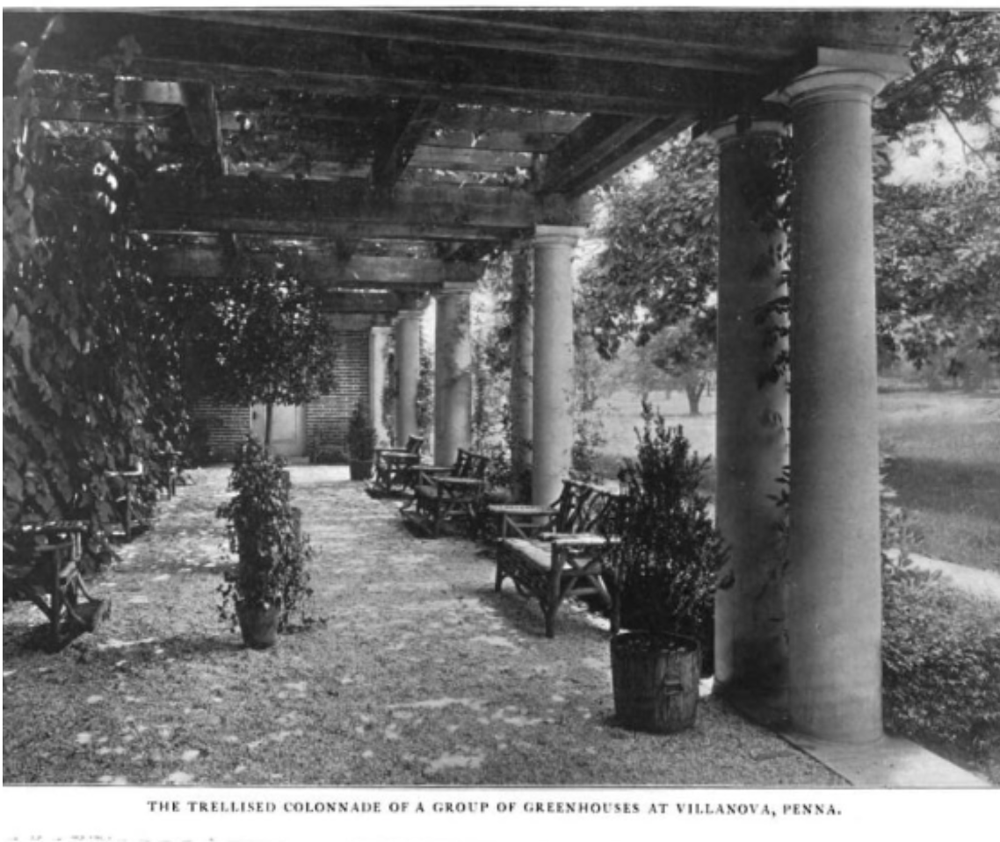 THE TRELLISED COLONNADE OF A GROUP OF GREENHOUSES AT VILLANOVA, PENNA.